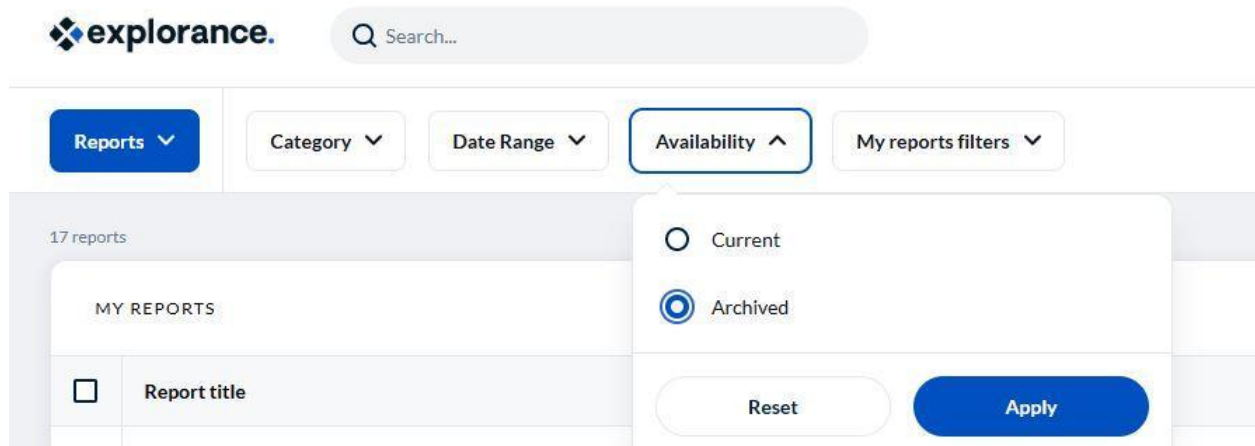 explorance.
Search...
Reports
Category
Date Range
Availability
My reports filters
17 reports
Current
Archived
MY REPORTS
Report title
Reset
Apply